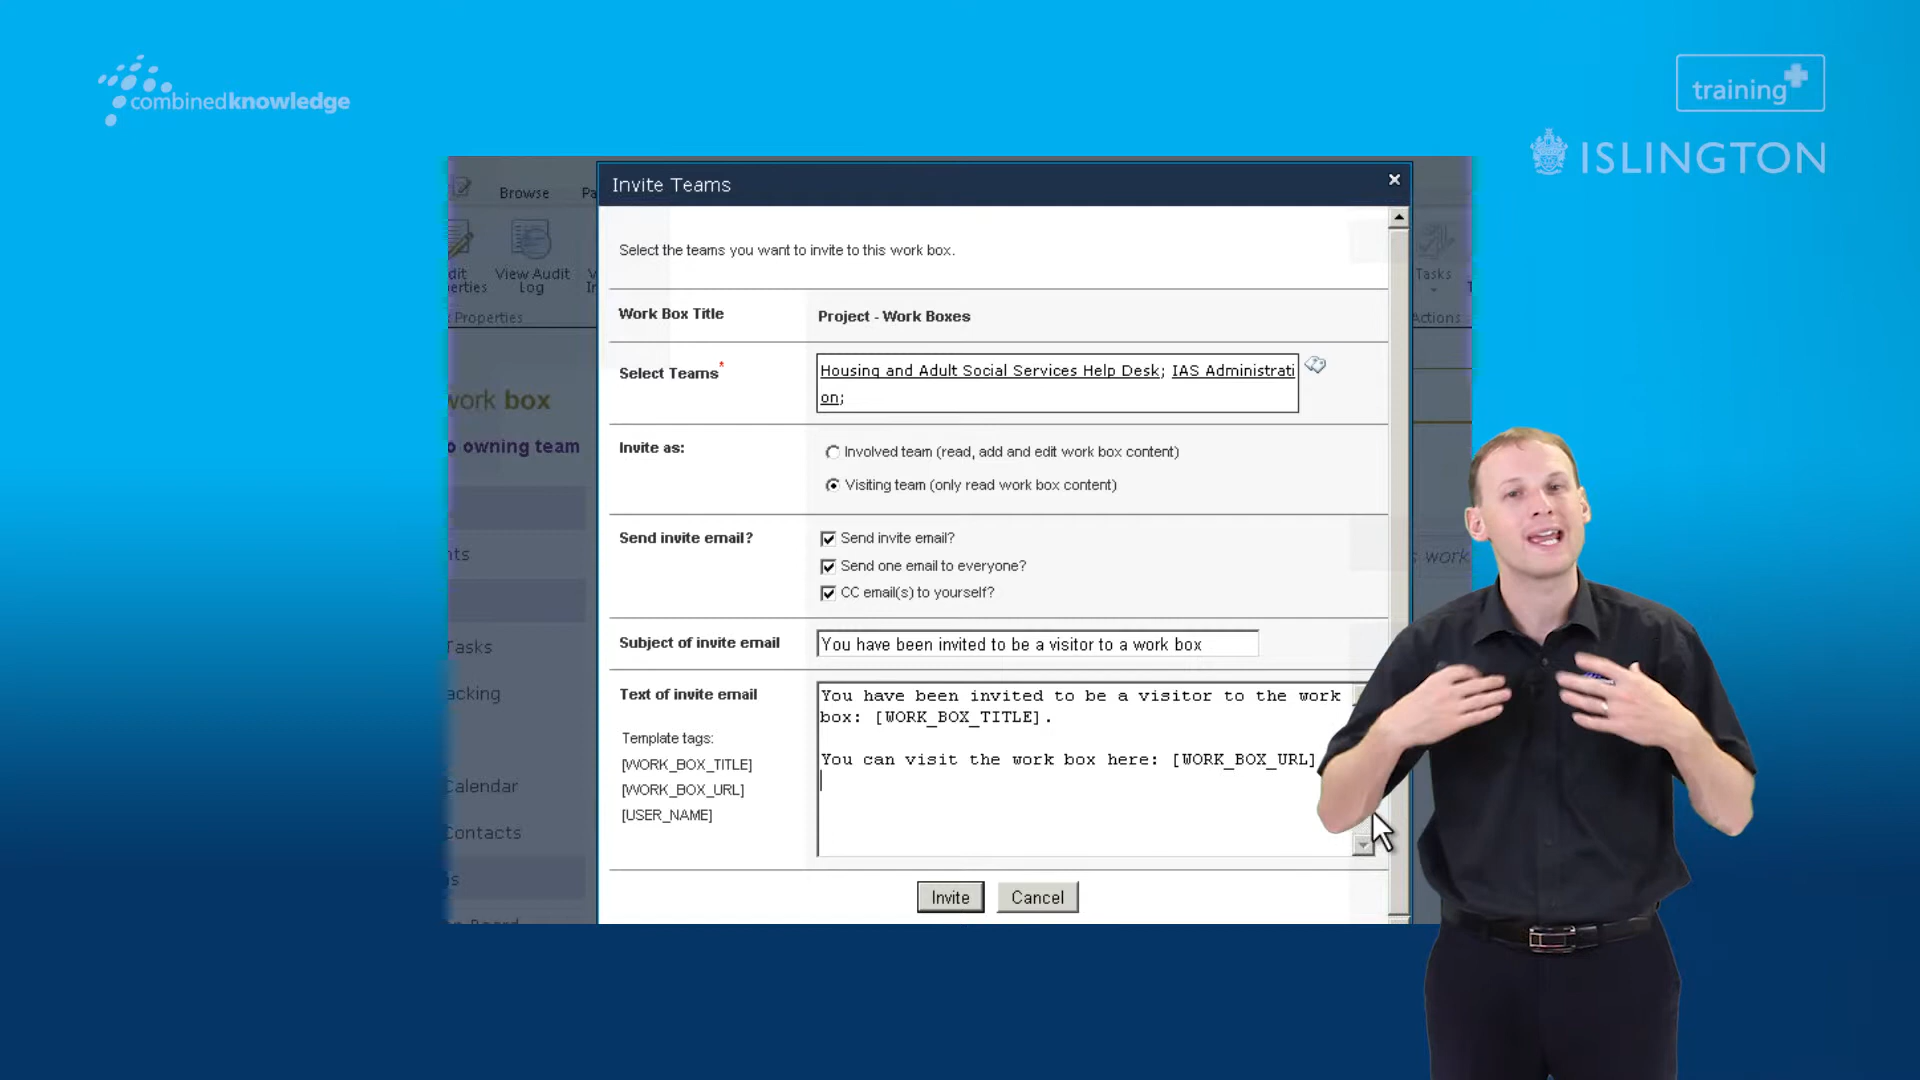 combinedknowledge
training+
ISLINGTON
Invite Teams
Browse
Select the teams you want to invite to this work box.
View Audit
Log
Tasks
Properties
Actions
Work Box Title
Project - Work Boxes
Select Teams*
Housing and Adult Social Services Help Desk; IAS Administrati
on;
work box
owning team
Invite as:
Involved team (read, add and edit work box content)
Visiting team (only read work box content)
Send invite email?
Send invite email?
Send one email to everyone?
CC email(s) to yourself?
work
Tasks
Subject of invite email
You have been invited to be a visitor to a work box
Text of invite email
Template tags:
[WORK_BOX_TITLE]
[WORK_BOX_URL]
[USER_NAME]
You have been invited to be a visitor to the work
box: [WORK_BOX_TITLE].
You can visit the work box here: [WORK_BOX_URL]
Calendar
Contacts
Invite
Cancel